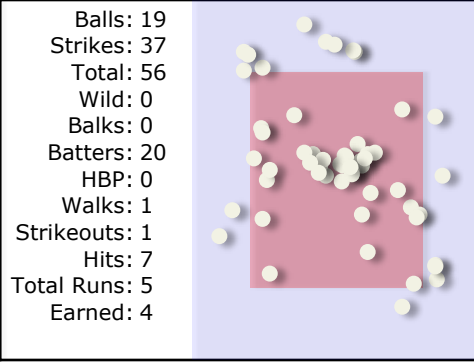 Balls: 19
Strikes: 37
Total: 56
Wild: 0
Balks: 0
Batters: 20
HBP: 0
Walks: 1
Strikeouts: 1
Hits: 7
Total Runs: 5
Earned: 4